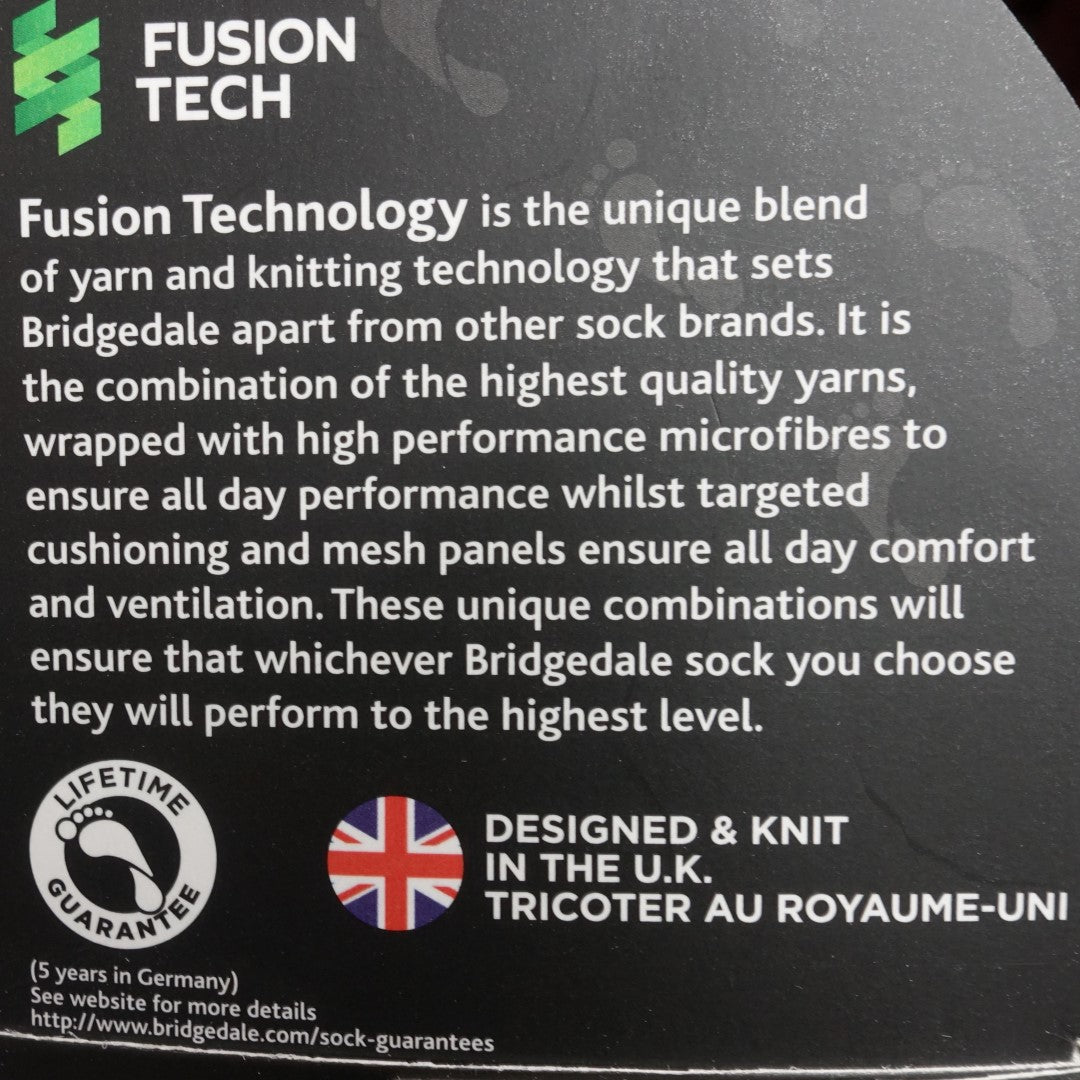 FUSION
TECH
Fusion Technology is the unique blend
of yarn and knitting technology that sets
Bridgedale apart from other sock brands. It is
the combination of the highest quality yarns,
wrapped with high performance microfibres to
ensure all day performance whilst targeted
cushioning and mesh panels ensure all day comfort
and ventilation. These unique combinations will
ensure that whichever Bridgedale sock you choose
they will perform to the highest level.
LIFETIME
GUARANTEE
DESIGNED & KNIT
IN THE U.K.
TRICOTER AU ROYAUME-UNI
(5 years in Germany)
See website for more details
http://www.bridgedale.com/sock-guarantees